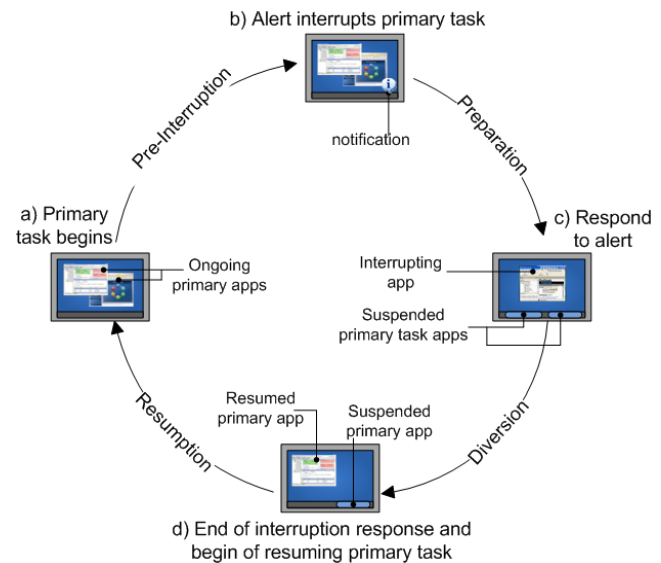 b) Alert interrupts primary task
i
notification
Pre-Interruption
Preparation
a) Primary
task begins
Ongoing
primary apps
c) Respond
to alert
Interrupting
app
Suspended
primary task apps
Resumption
Resumed
primary app
Suspended
primary app
Diversion
d) End of interruption response and
begin of resuming primary task